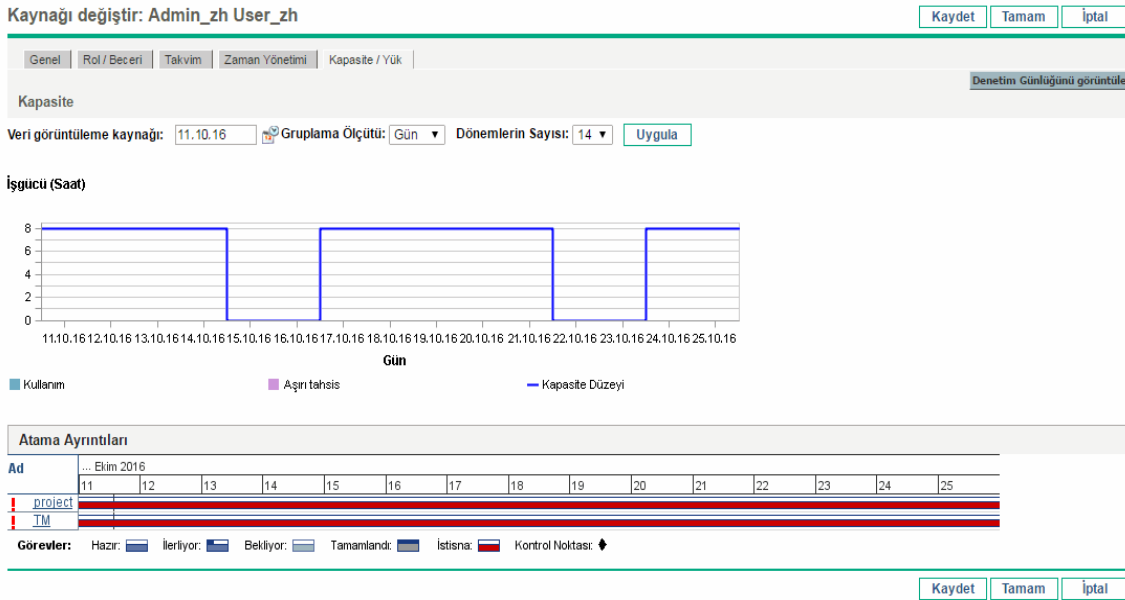 Kaynağı değiştir: Admin_zh User_zh
Kaydet Tamam İptal
Genel Rol / Beceri Takvim Zaman Yönetimi Kapasite / Yük
Denetim Günlüğünü görüntüle
Kapasite
Veri görüntüleme kaynağı: 11.10.16 Gruplama Ölçütü: Gün Dönemlerin Sayısı: 14 Uygula
İşgücü (Saat)
8
6
4
2
0
11.10.16 12.10.16 13.10.16 14.10.16 15.10.16 16.10.16 17.10.16 18.10.16 19.10.16 20.10.16 21.10.16 22.10.16 23.10.16 24.10.16 25.10.16
Gün
Kullanım Aşırı tahsis Kapasite Düzeyi
Atama Ayrıntıları
Ad ... Ekim 2016
11 12 13 14 15 16 17 18 19 20 21 22 23 24 25
project
TM
Görevler: Hazır: İlerliyor: Bekliyor: Tamamlandı: İstisna: Kontrol Noktası:
Kaydet Tamam İptal